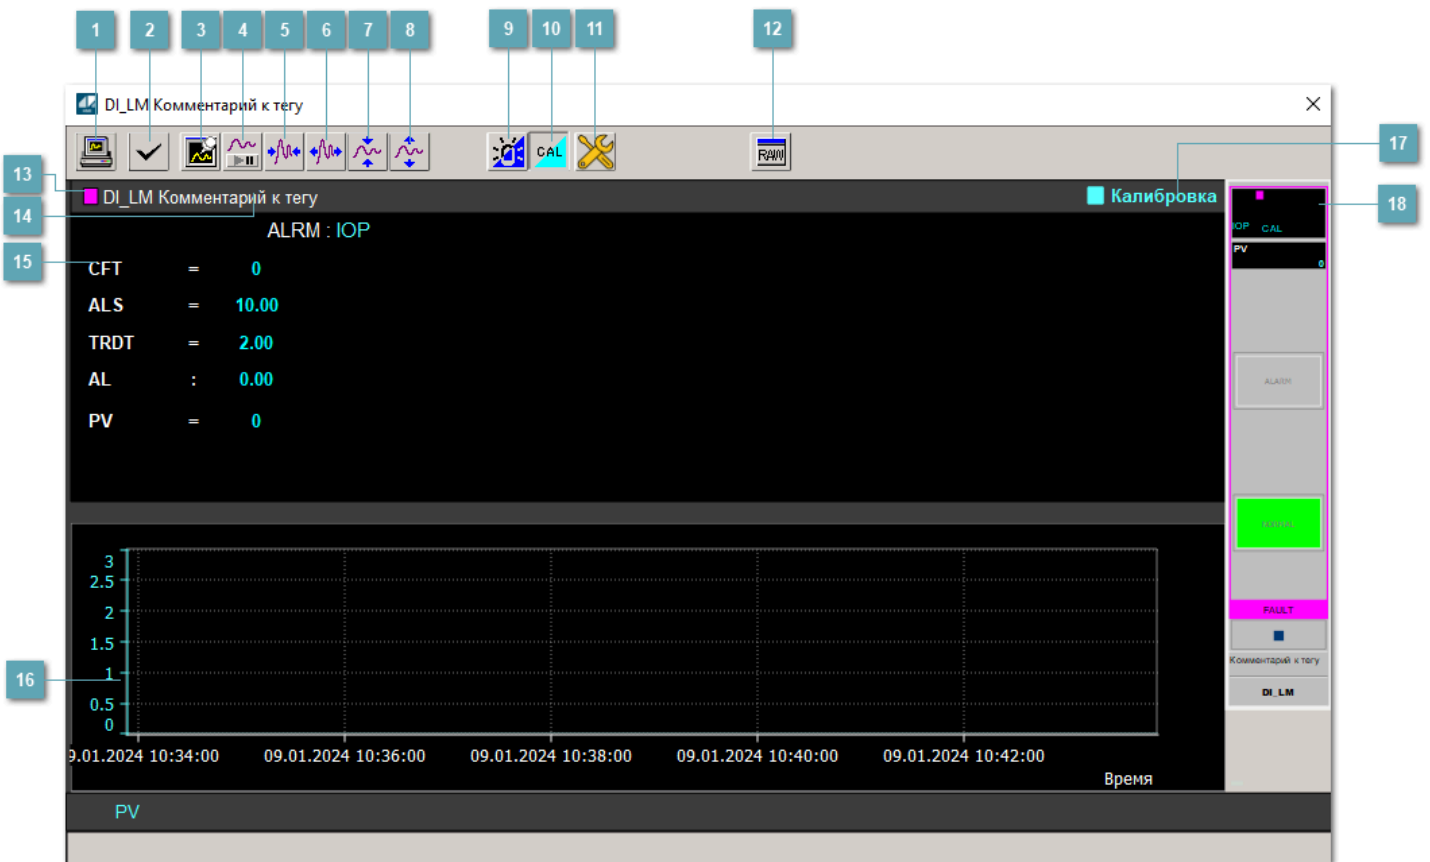 1 2 3 4 5 6 7 8 9 10 11 12
DI_LM Комментарий к тегу
CAL
RAW
17
13
DI_LM Комментарий к тегу
Калибровка
14
18
ALRM : IOP
IOP CAL
15
CFT = 0
PV
0
ALS = 10.00
TRDT = 2.00
AL : 0.00
ALARM
PV = 0
NORMAL
3
2.5
2
1.5
1
0.5
0
FAULT
16
Комментарий к тегу
DI_LM
9.01.2024 10:34:00 09.01.2024 10:36:00 09.01.2024 10:38:00 09.01.2024 10:40:00 09.01.2024 10:42:00
Время
PV